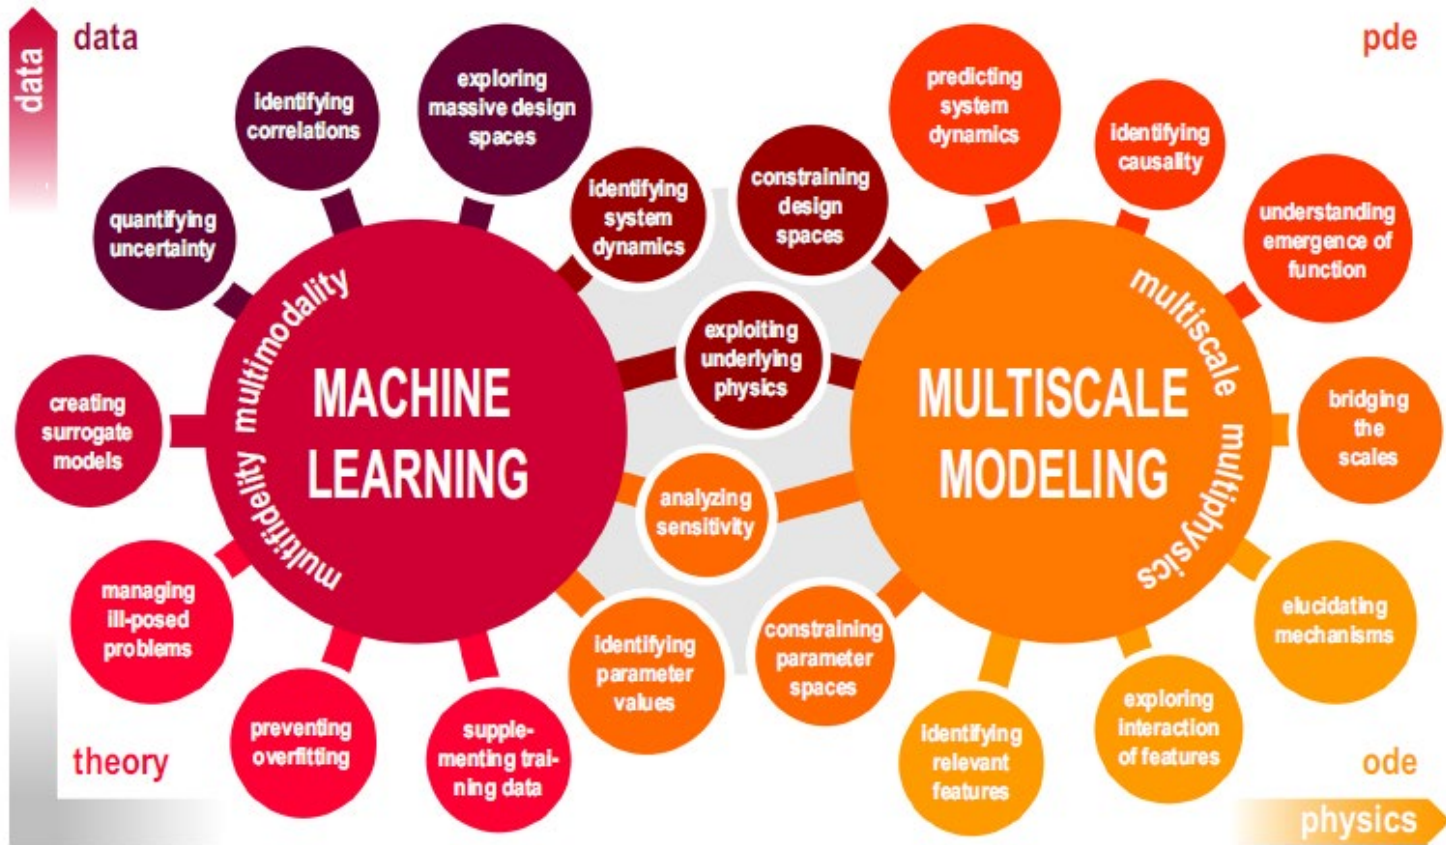 data
data
pde
identifying
correlations
exploring
massive design
spaces
predicting
system
dynamics
identifying
causality
quantifying
uncertainty
identifying
system
dynamics
constraining
design
spaces
understanding
emergence of
function
multifidelity multimodality
MACHINE
LEARNING
exploiting
underlying
physics
multiscale multiphysics
MULTISCALE
MODELING
creating
surrogate
models
bridging
the
scales
analyzing
sensitivity
managing
ill-posed
problems
elucidating
mechanisms
identifying
parameter
values
constraining
parameter
spaces
preventing
overfitting
supple-
menting trai-
ning data
identifying
relevant
features
exploring
interaction
of features
theory
ode
physics